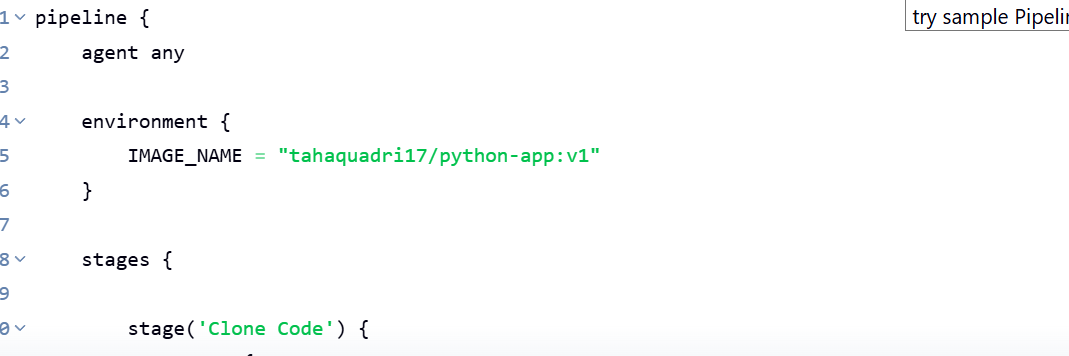 1 pipeline {
try sample Pipeli
2 agent any
3
4 environment {
5 IMAGE_NAME = "tahaquadri17/python-app:v1"
6 }
7
8 stages {
9
0 stage('Clone Code') {